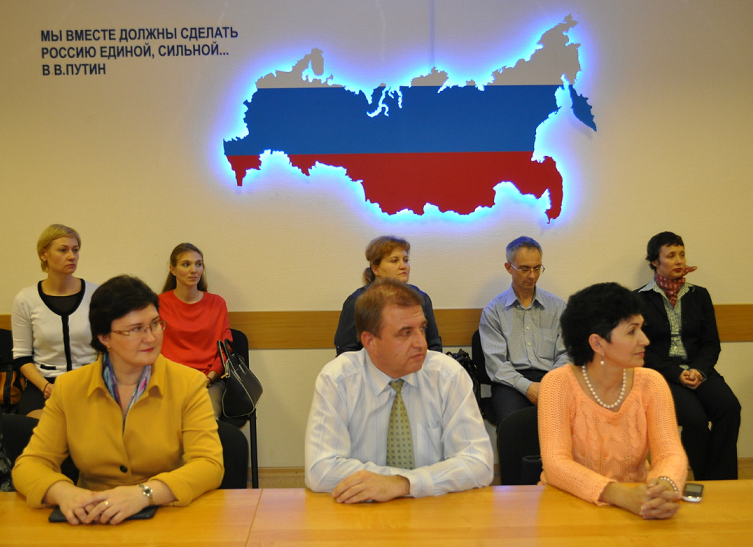 МЫ ВМЕСТЕ ДОЛЖНЫ СДЕЛАТЬ
РОССИЮ ЕДИНОЙ, СИЛЬНОЙ...
В В.ПУТИН